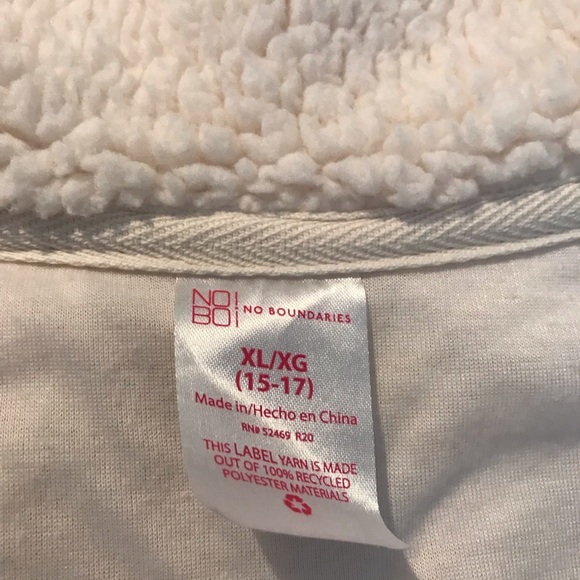 NO!
BO¡ NO BOUNDARIES
XL/XG
(15-17)
Made in/Hecho en China
RN# 52469 R20
THIS LABEL YARN IS MADE
OUT OF 100% RECYCLED
POLYESTER MATERIALS